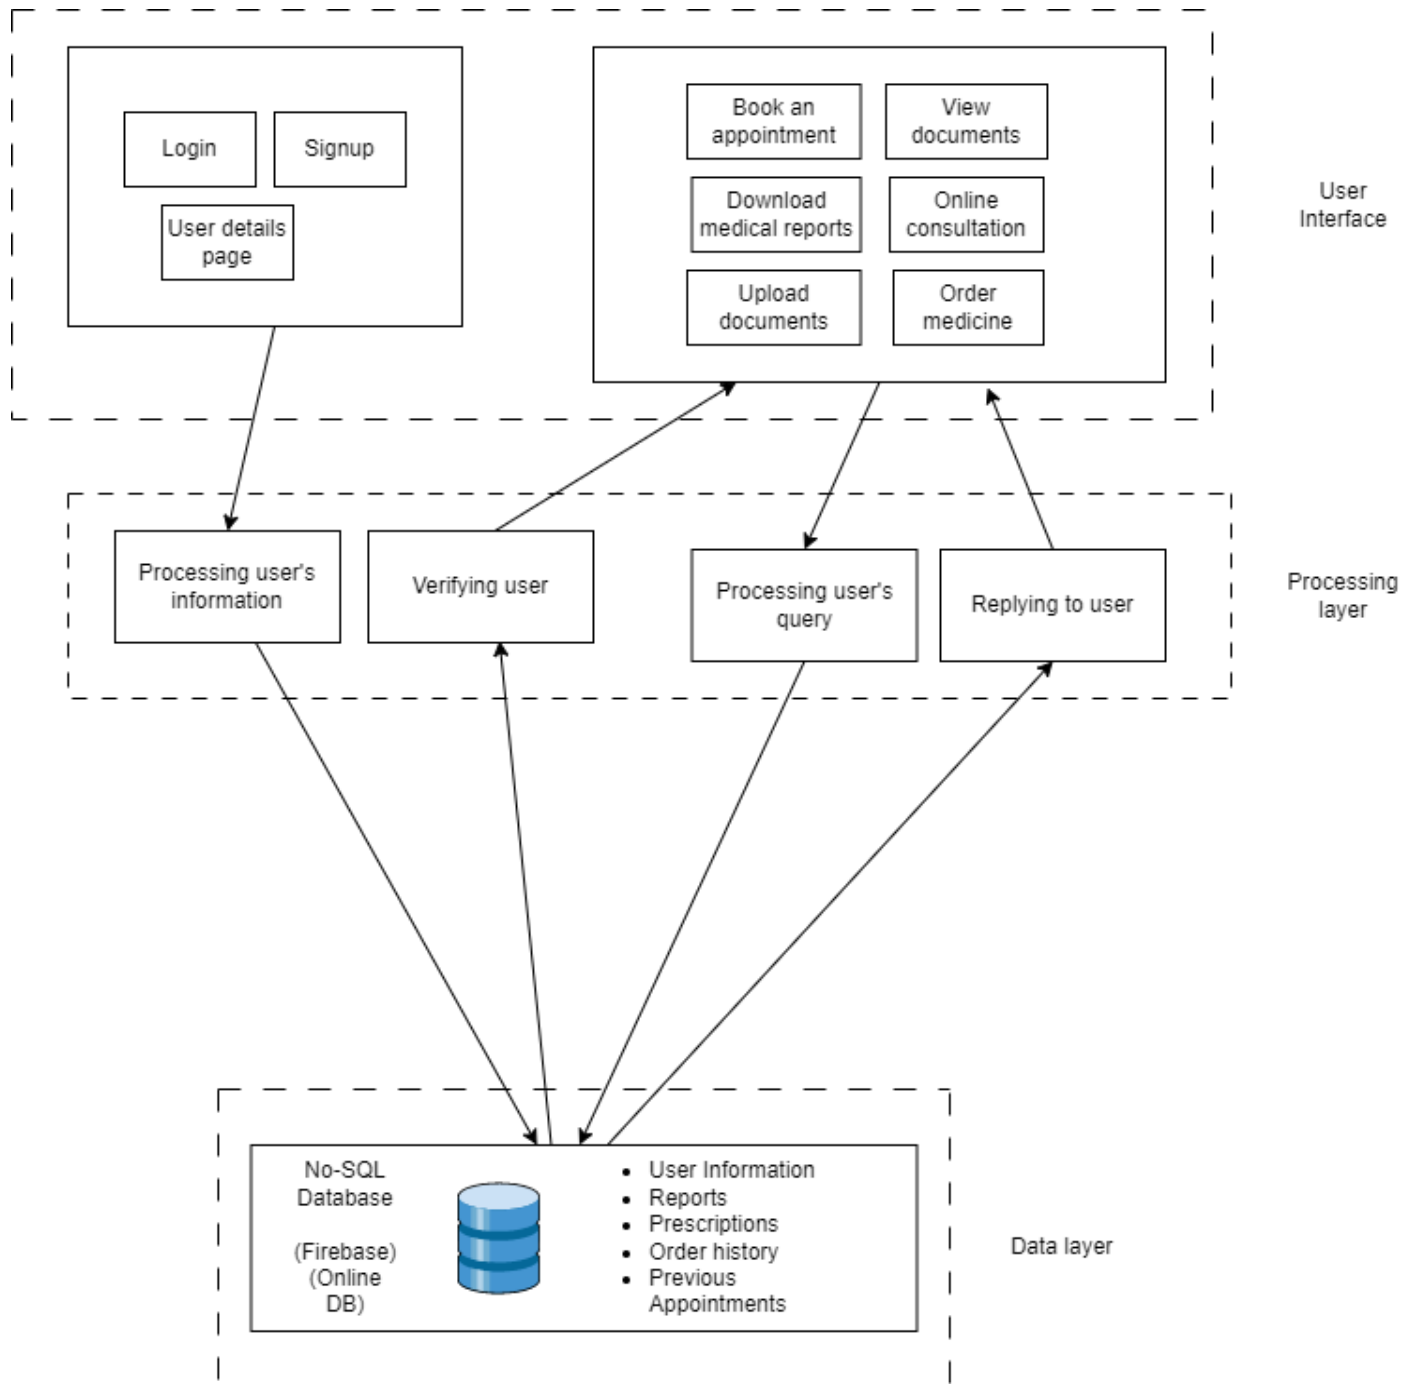 Login
Signup
User details
page
Book an
appointment
View
documents
Download
medical reports
Online
consultation
Upload
documents
Order
medicine
User
Interface
Processing user's
information
Verifying user
Processing user's
query
Replying to user
Processing
layer
No-SQL
Database
(Firebase)
(Online
DB)
• User Information
• Reports
• Prescriptions
• Order history
• Previous
Appointments
Data layer